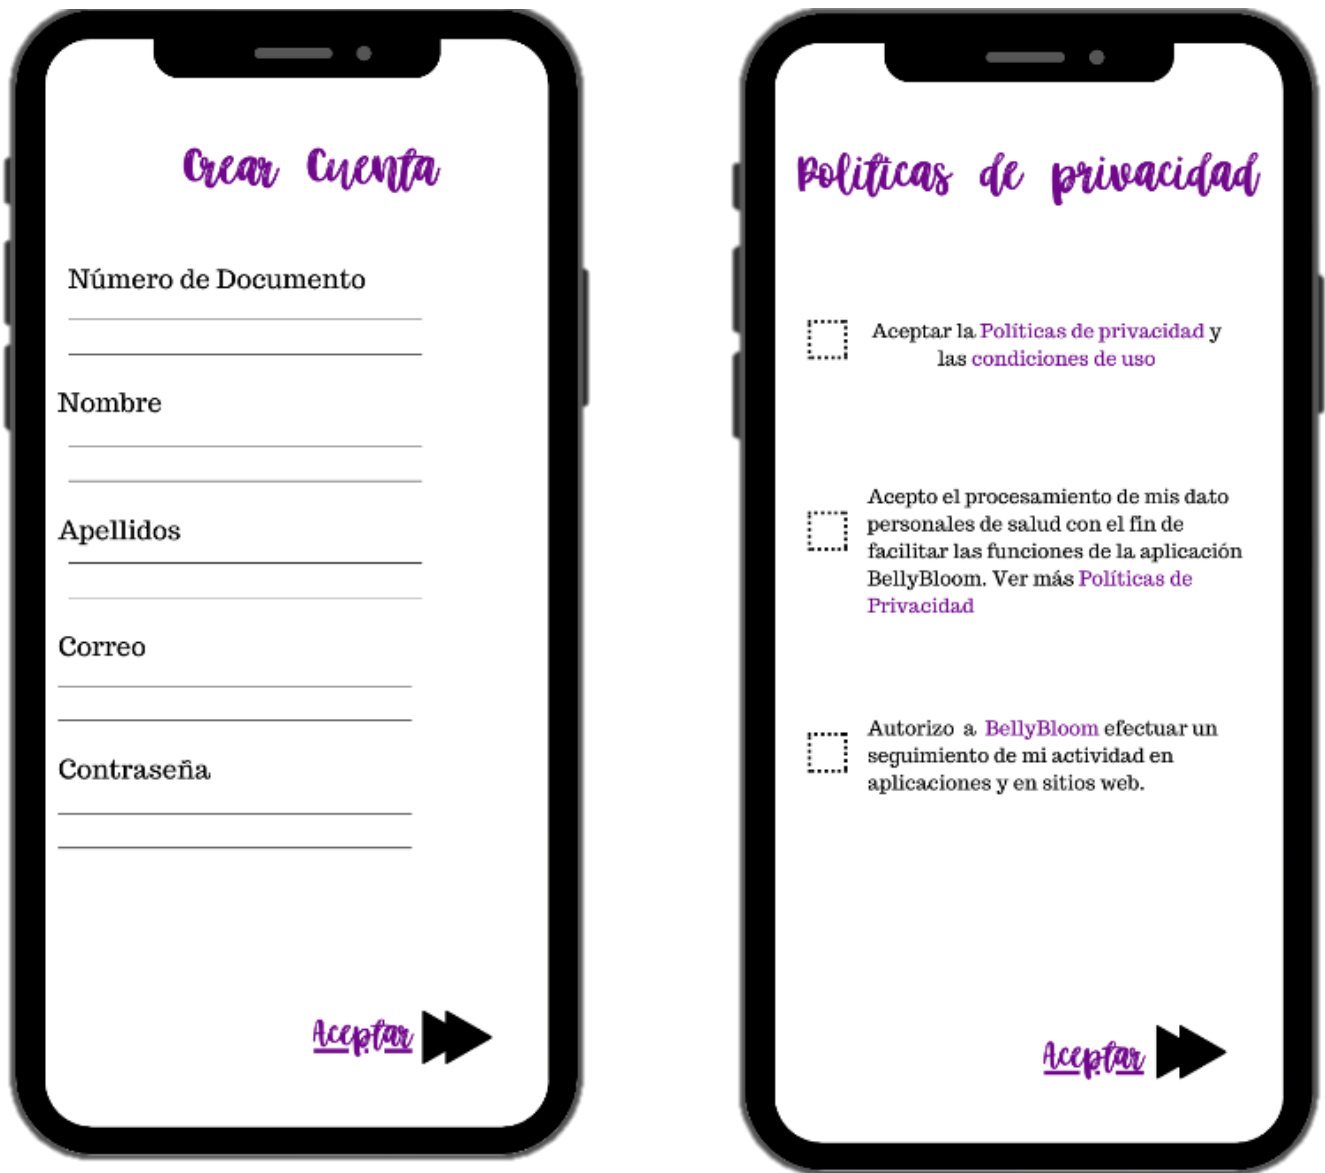 Crear Cuenta
Número de Documento
Nombre
Apellidos
Correo
Contraseña
Aceptar
Politicas de privacidad
Aceptar la Políticas de privacidad y
las condiciones de uso
Acepto el procesamiento de mis dato
personales de salud con el fin de
facilitar las funciones de la aplicación
BellyBloom. Ver más Políticas de
Privacidad
Autorizo a BellyBloom efectuar un
seguimiento de mi actividad en
aplicaciones y en sitios web.
Aceptar